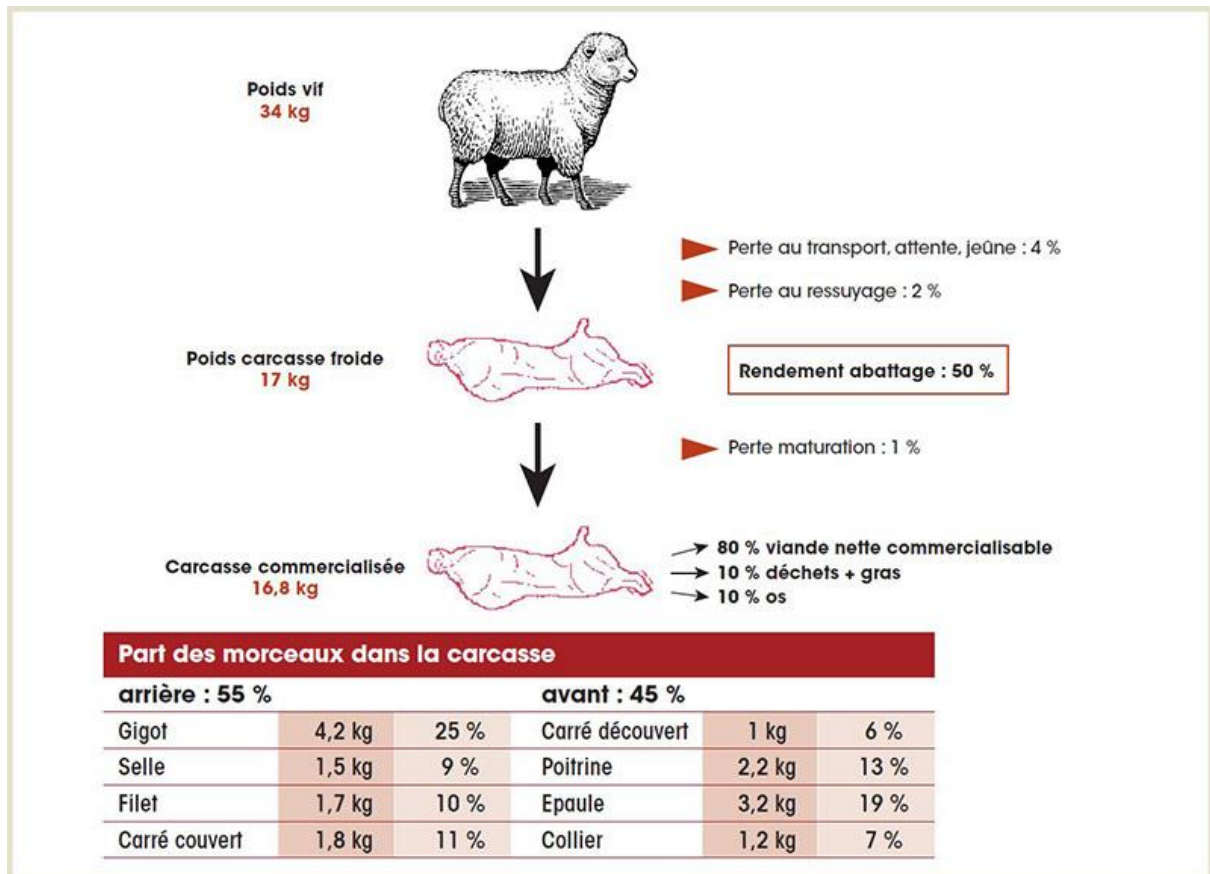 Poids vif
34 kg
Perte au transport, attente, jeûne : 4 %
Perte au ressuyage : 2 %
Poids carcasse froide
17 kg
Rendement abattage : 50 %
Perte maturation : 1 %
Carcasse commercialisée
16,8 kg
80 % viande nette commercialisable
10 % déchets + gras
10 % os
Part des morceaux dans la carcasse
arrière : 55 % avant : 45 %
Gigot 4,2 kg 25 % Carré découvert 1 kg 6 %
Selle 1,5 kg 9 % Poitrine 2,2 kg 13 %
Filet 1,7 kg 10 % Epaule 3,2 kg 19 %
Carré couvert 1,8 kg 11 % Collier 1,2 kg 7 %